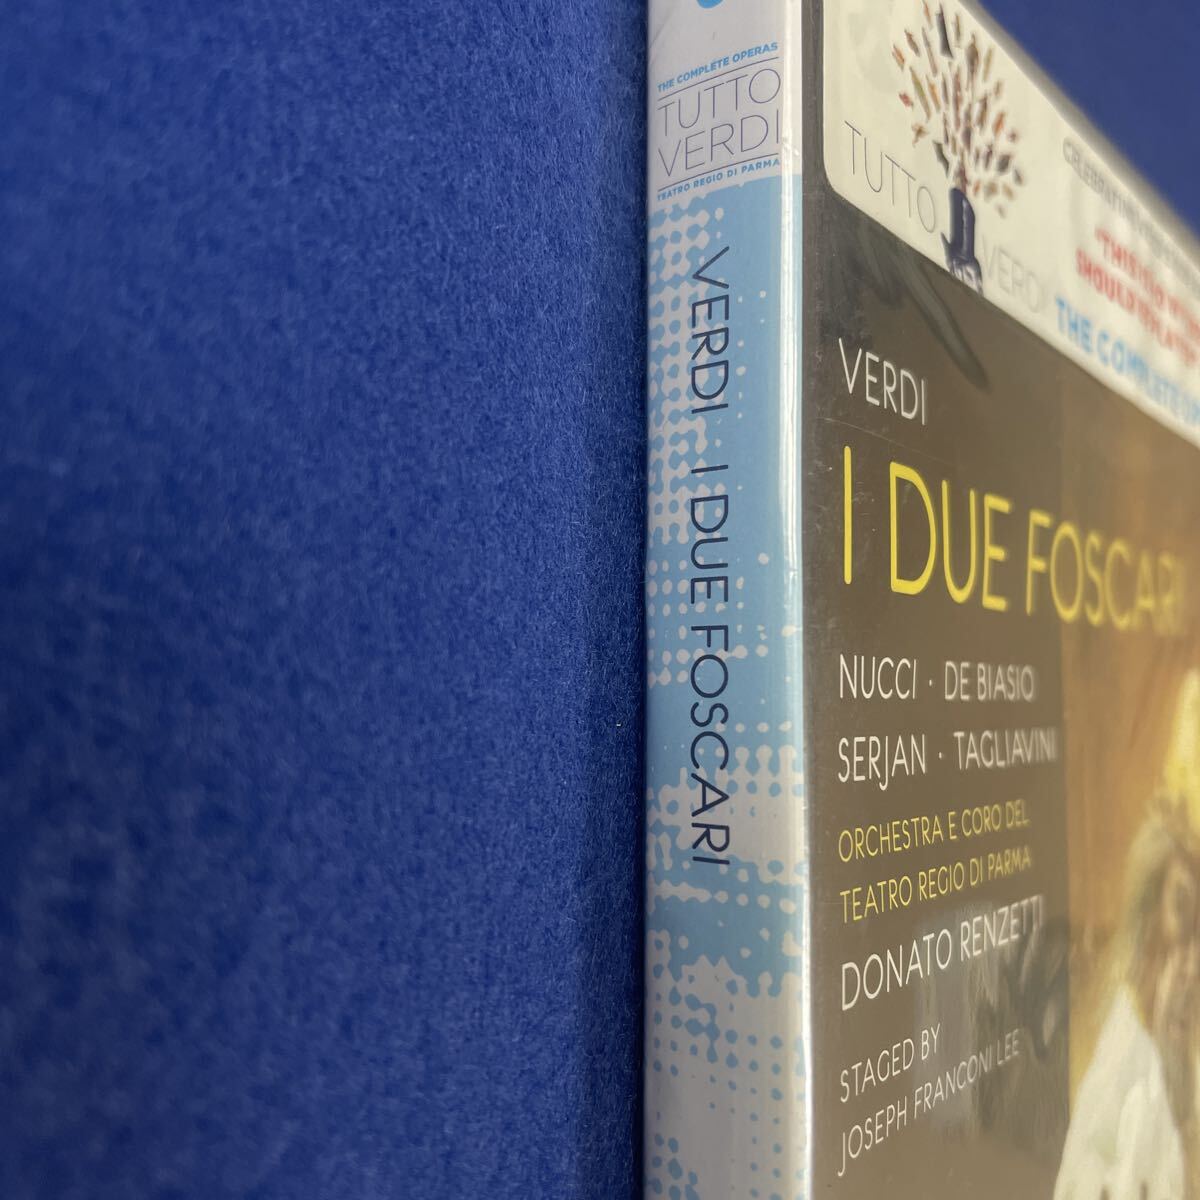 THE COMPLETE OPERAS
TUTTO
VERDI
TEATRO REGIO DI PARMA
VERDI I DUE FOSCARI
TUTTO
VERDI
THE COMPLETE
VERDI
I DUE FOSCARI
NUCCI · DE BIASIO
SERJAN · TAGLIAVINI
ORCHESTRA E CORO DEL
TEATRO REGIO DI PARMA
DONATO RENZETTI
STAGED BY
JOSEPH FRANCONI LEE